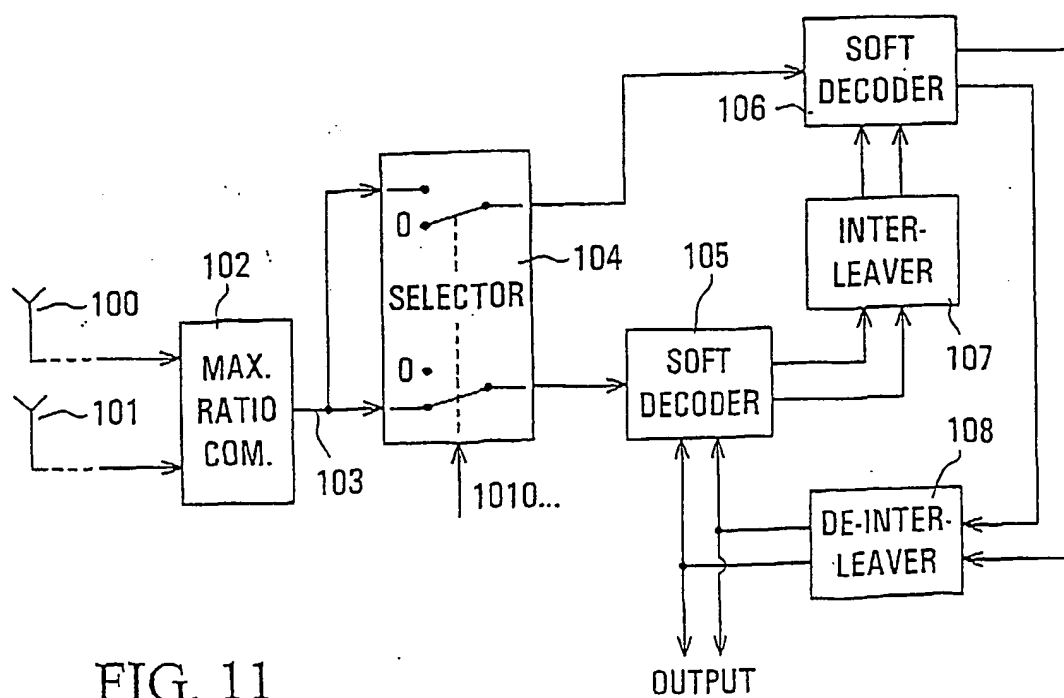 SOFT
DECODER
106
INTER-
LEAVER
107
0
SELECTOR
0
104
1010...
105
SOFT
DECODER
102
100
101
MAX.
RATIO
COM.
103
108
DE-INTER-
LEAVER
OUTPUT
FIG. 11